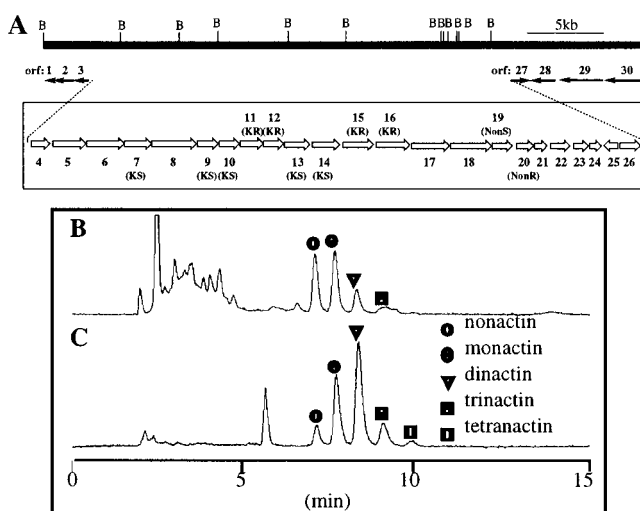 A
B B B B B B B B B B B B
5kb
orf: 1 2 3 orf: 27 28 29 30
11 12 15 16 19
(KR) (KR) (KR) (KR) (NonS)
4 5 6 7 8 9 10 13 14 17 18 20 21 22 23 24 25 26
(KS) (KS) (KS) (KS) (KS) (NonR)
B
C
nonactin
monactin
dinactin
trinactin
tetranactin
0 5 10 15
(min)